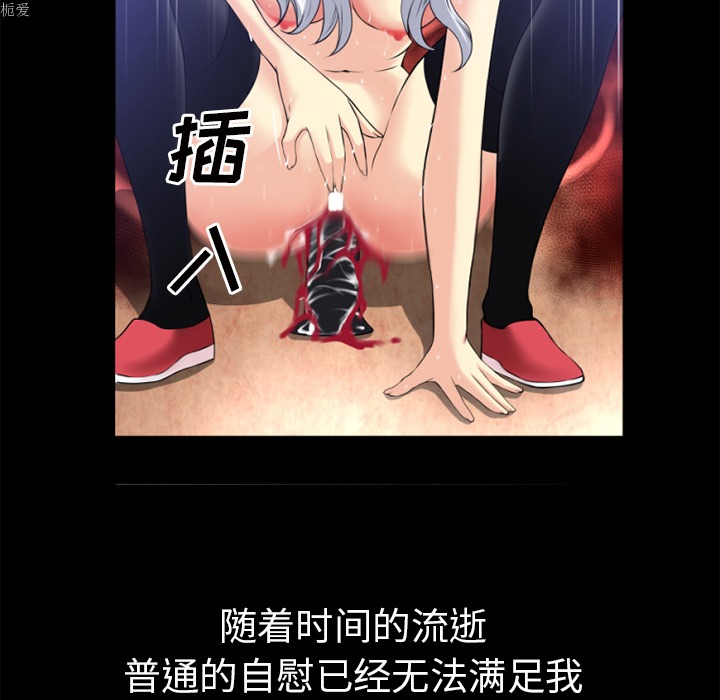 栀爱
插
入
随着时间的流逝
普通的自慰已经无法满足我